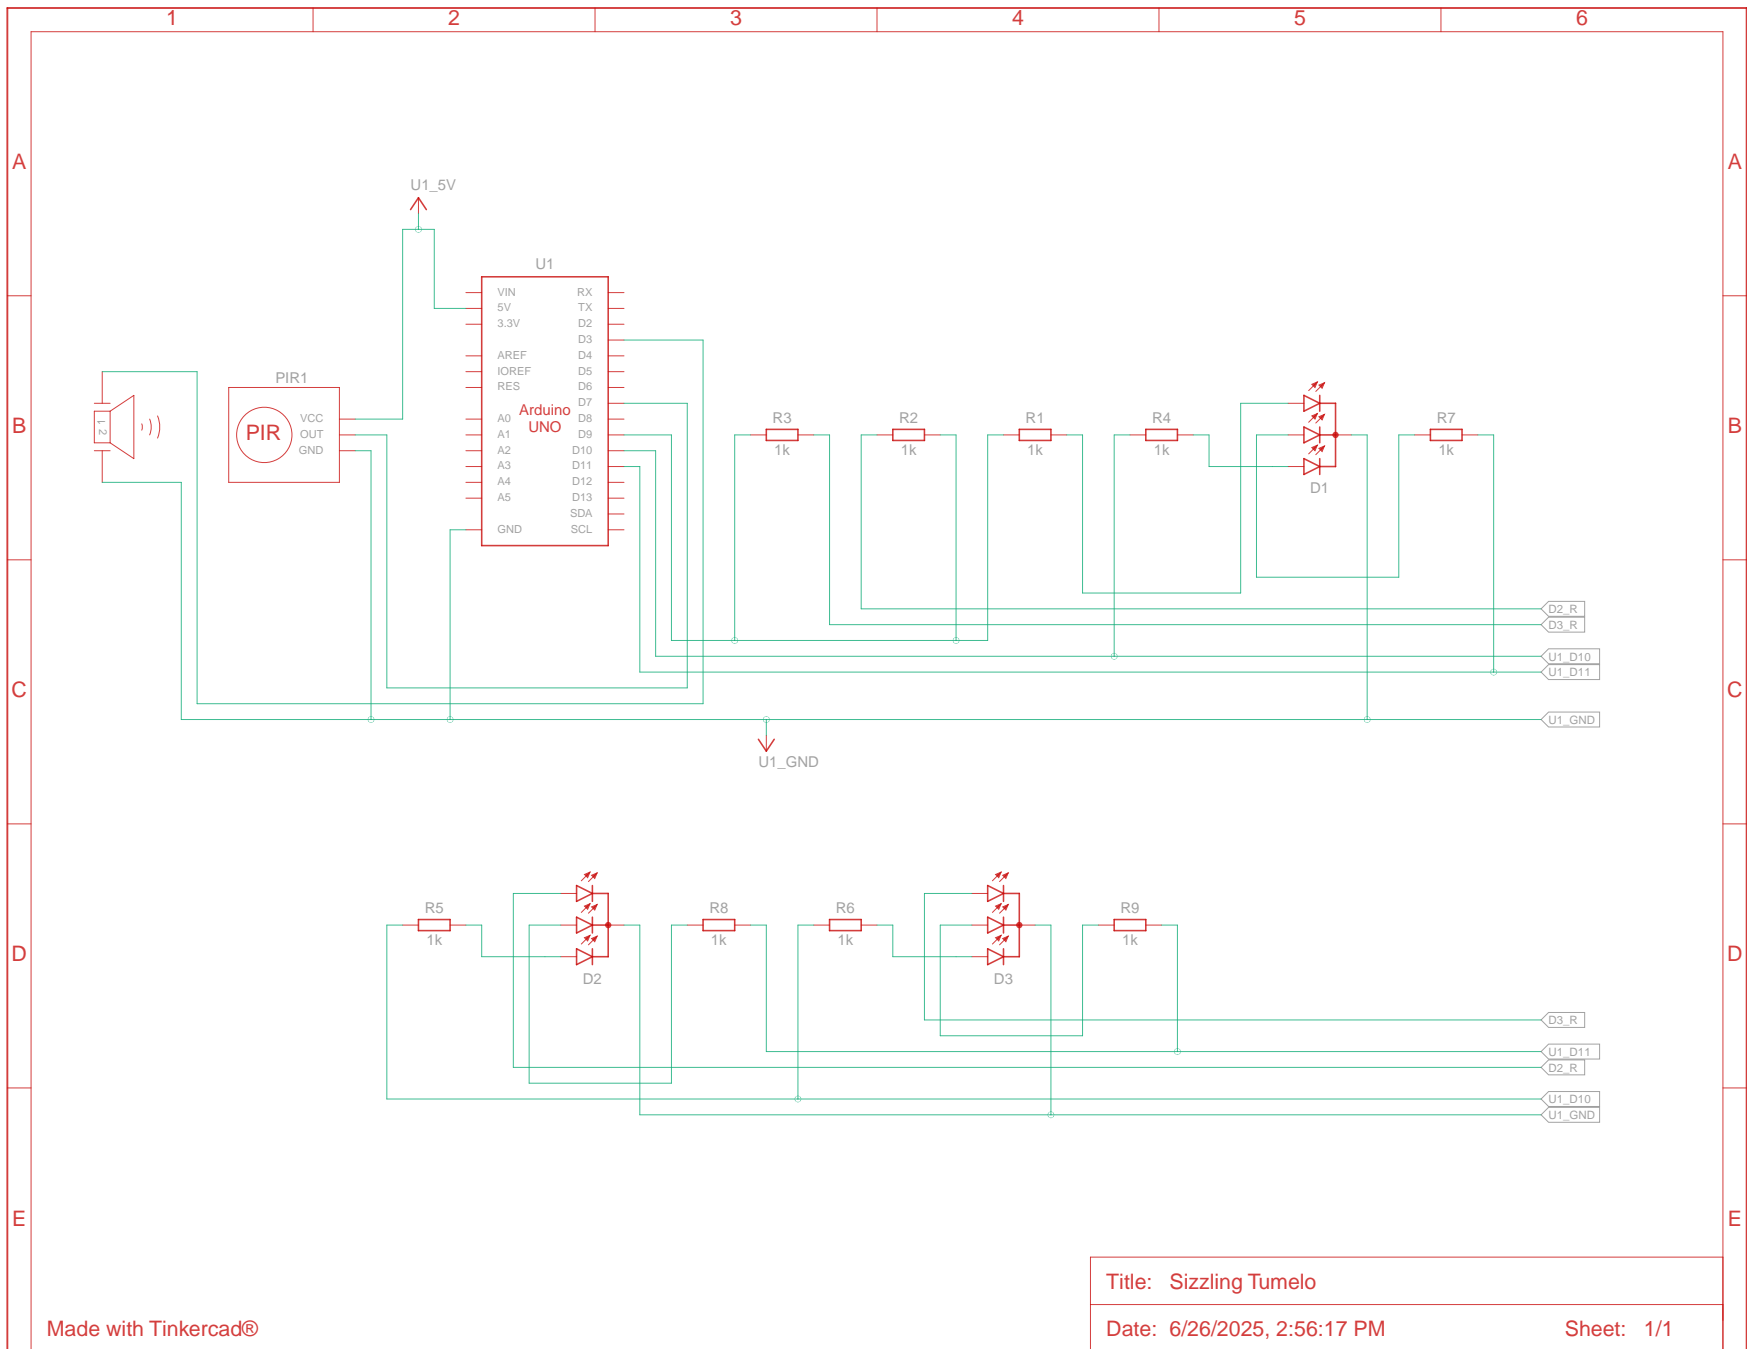 1 2 3 4 5 6
A A
U1_5V
U1
VIN RX
5V TX
3.3V D2
D3
AREF D4
IOREF D5
RES D6
D7
A0 D8
A1 D9
A2 D10
A3 D11
A4 D12
A5 D13
SDA
GND SCL
Arduino
UNO
B B
1 2
PIR1
PIR
VCC
OUT
GND
R3
1k
R2
1k
R1
1k
R4
1k
D1
R7
1k
D2_R
D3_R
U1_D10
U1_D11
C C
U1_GND
U1_GND
R5
1k
D2
R8
1k
R6
1k
D3
R9
1k
D D
D3_R
U1_D11
D2_R
U1_D10
U1_GND
E E
Title: Sizzling Tumelo
Made with Tinkercad®
Date: 6/26/2025, 2:56:17 PM Sheet: 1/1